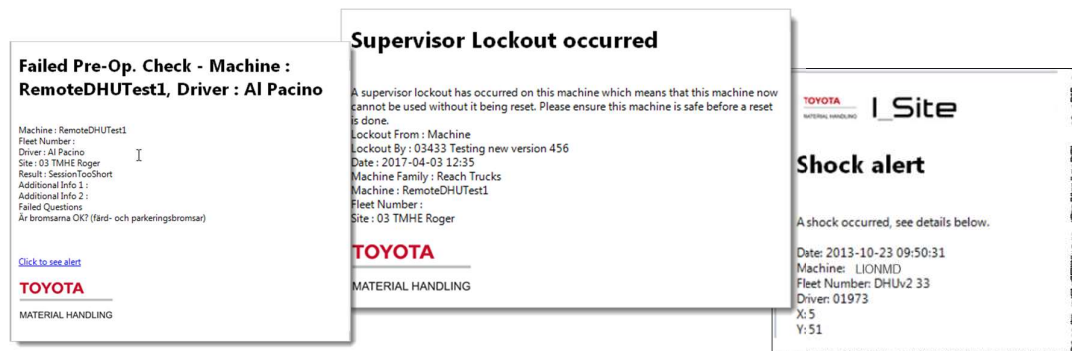 Failed Pre-Op. Check - Machine :
RemoteDHUTest1, Driver : Al Pacino
Machine : RemoteDHUTest1
Fleet Number :
Driver : Al Pacino
Site : 03 TMHE Roger
Result : SessionTooShort
Additional Info 1 :
Additional Info 2 :
Failed Questions
Är bromsarna OK? (färd- och parkeringsbromsar)
Click to see alert
TOYOTA
MATERIAL HANDLING
Supervisor Lockout occurred
A supervisor lockout has occurred on this machine which means that this machine now
cannot be used without it being reset. Please ensure this machine is safe before a reset
is done.
Lockout From : Machine
Lockout By : 03433 Testing new version 456
Date : 2017-04-03 12:35
Machine Family : Reach Trucks
Machine : RemoteDHUTest1
Fleet Number :
Site : 03 TMHE Roger
TOYOTA
MATERIAL HANDLING
TOYOTA
MATERIAL HANDLING
I_Site
Shock alert
A shock occurred, see details below.
Date: 2013-10-23 09:50:31
Machine: LIONMD
Fleet Number: DHUv2 33
Driver: 01973
X: 5
Y: 51